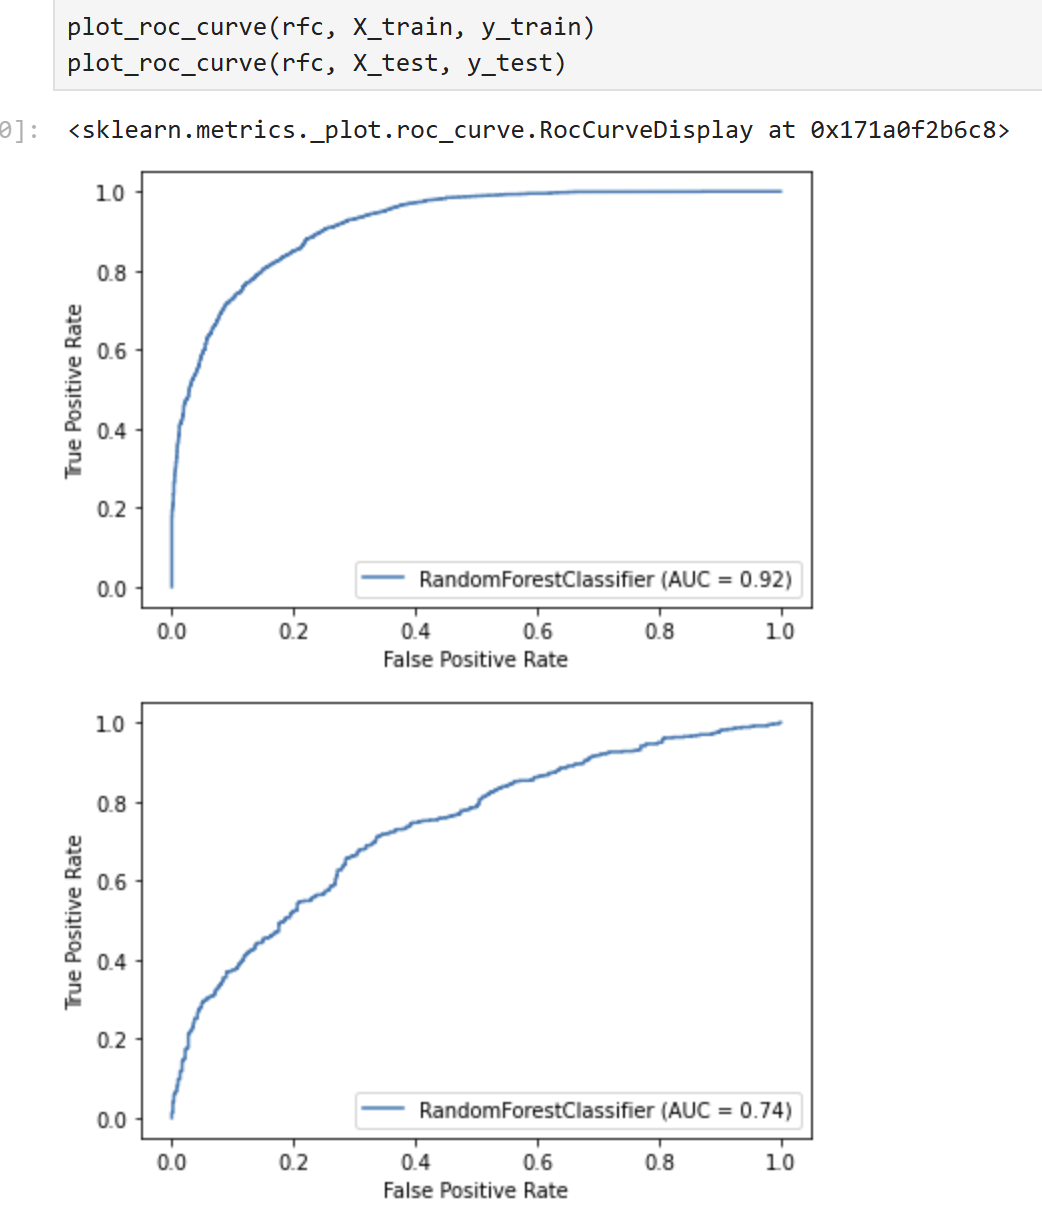 plot_roc_curve(rfc, X_train, y_train)
plot_roc_curve(rfc, X_test, y_test)
0]: <sklearn.metrics._plot.roc_curve.RocCurveDisplay at 0x171a0f2b6c8>
1.0
0.8
0.6
0.4
0.2
0.0
True Positive Rate
RandomForestClassifier (AUC = 0.92)
0.0 0.2 0.4 0.6 0.8 1.0
False Positive Rate
1.0
0.8
0.6
0.4
0.2
0.0
True Positive Rate
RandomForestClassifier (AUC = 0.74)
0.0 0.2 0.4 0.6 0.8 1.0
False Positive Rate